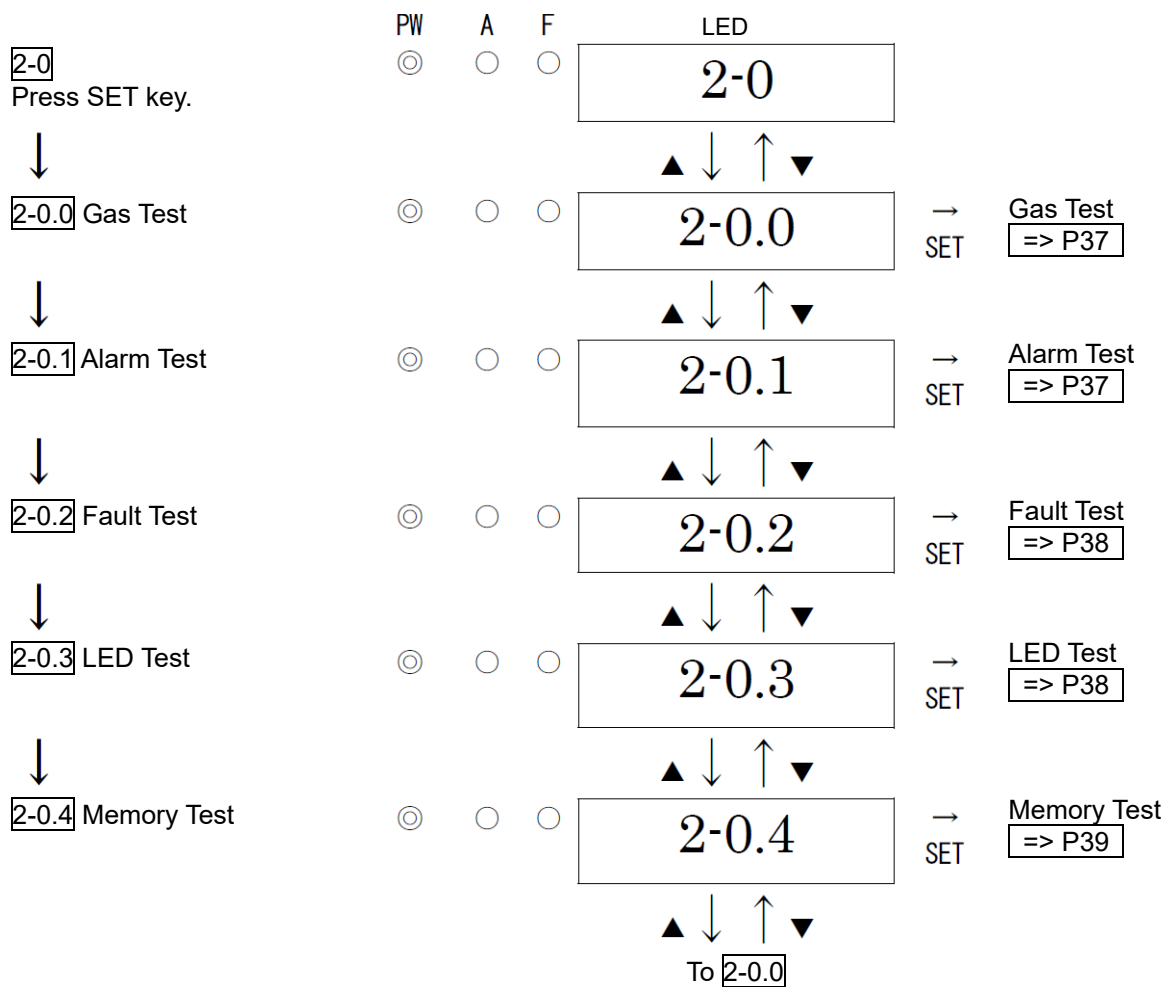 PW A F LED
2-0 ◎ ○ ○ 2-0
Press SET key.
↓ ▲ ↓ ↑ ▼
2-0.0 Gas Test ◎ ○ ○ 2-0.0 → Gas Test
SET => P37
↓ ▲ ↓ ↑ ▼
2-0.1 Alarm Test ◎ ○ ○ 2-0.1 → Alarm Test
SET => P37
↓ ▲ ↓ ↑ ▼
2-0.2 Fault Test ◎ ○ ○ 2-0.2 → Fault Test
SET => P38
↓ ▲ ↓ ↑ ▼
2-0.3 LED Test ◎ ○ ○ 2-0.3 → LED Test
SET => P38
↓ ▲ ↓ ↑ ▼
2-0.4 Memory Test ◎ ○ ○ 2-0.4 → Memory Test
SET => P39
▲ ↓ ↑ ▼
To 2-0.0